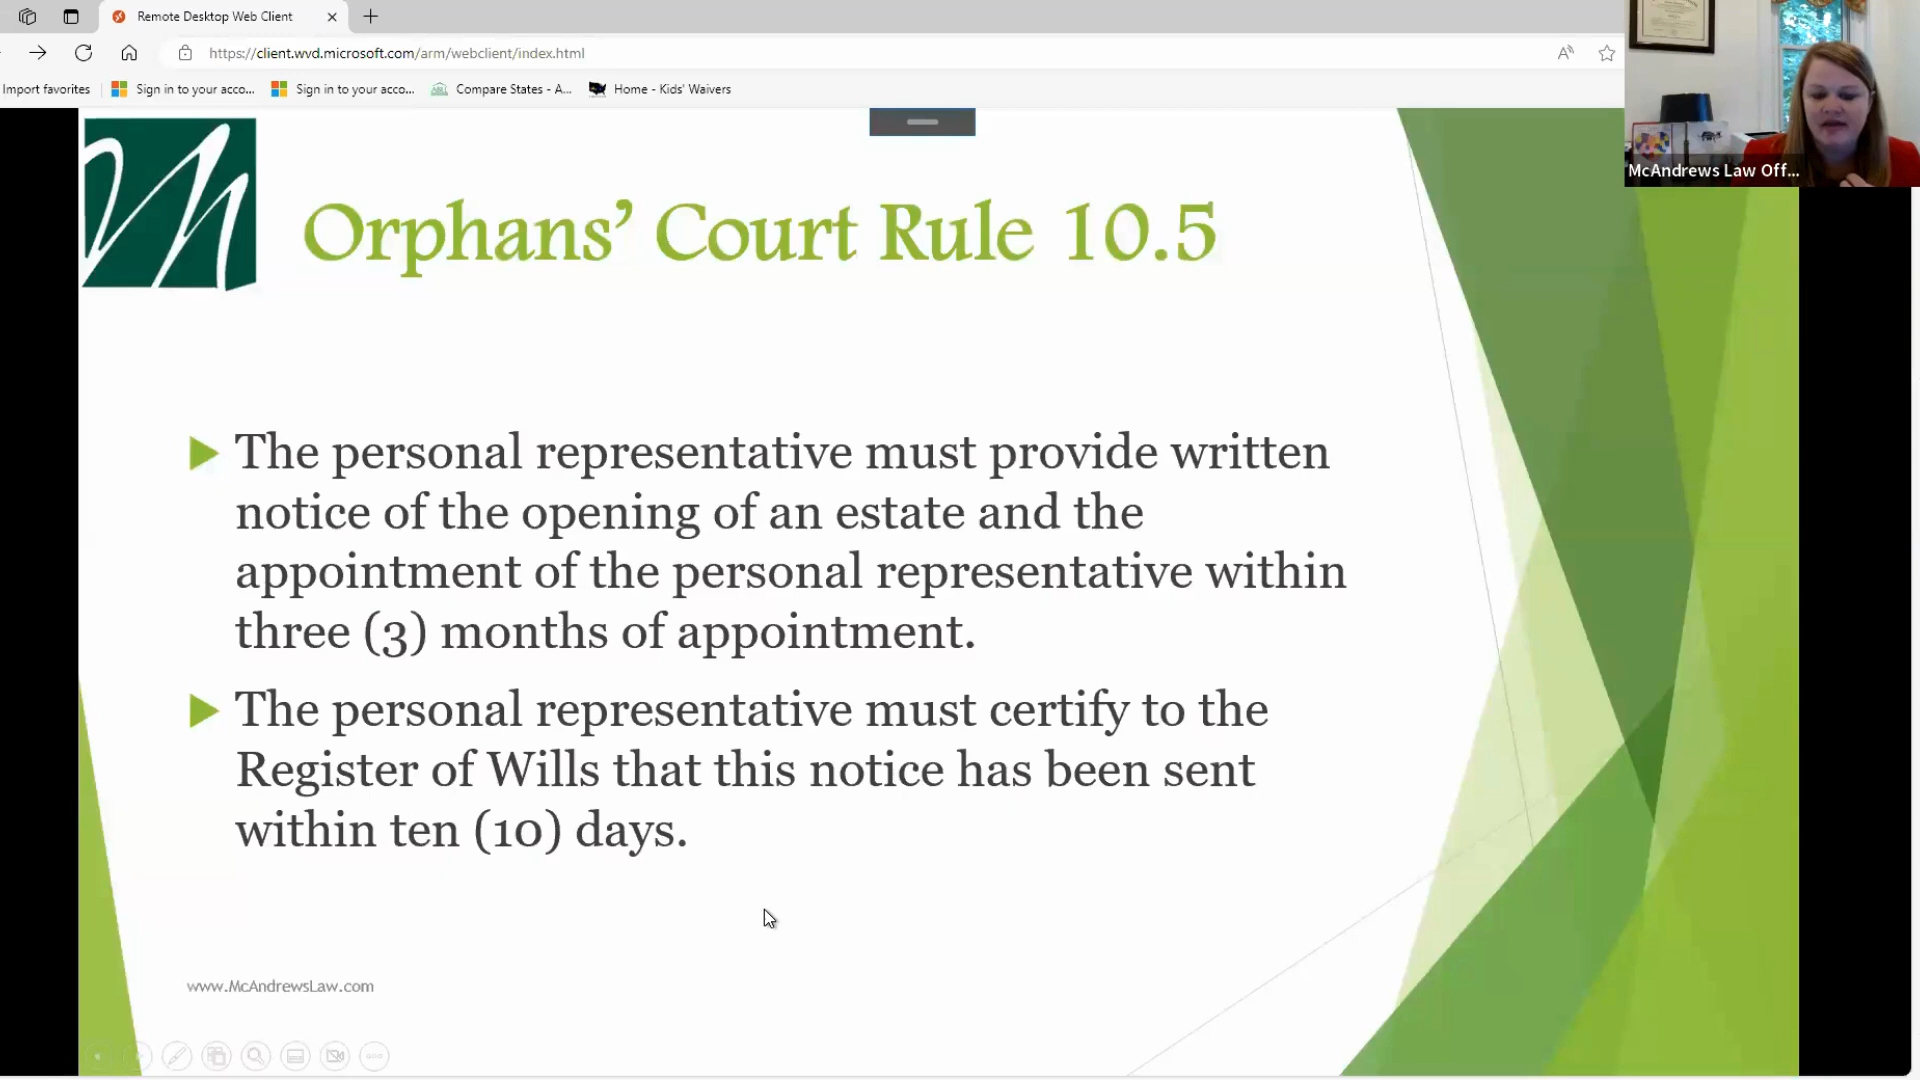 Remote Desktop Web Client
https://client.wvd.microsoft.com/arm/webclient/index.html
Import favorites
Sign in to your acco...
Sign in to your acco...
Compare States - A...
Home - Kids' Waivers
McAndrews Law Off...
Orphans’ Court Rule 10.5
The personal representative must provide written
notice of the opening of an estate and the
appointment of the personal representative within
three (3) months of appointment.
The personal representative must certify to the
Register of Wills that this notice has been sent
within ten (10) days.
www.McAndrewsLaw.com